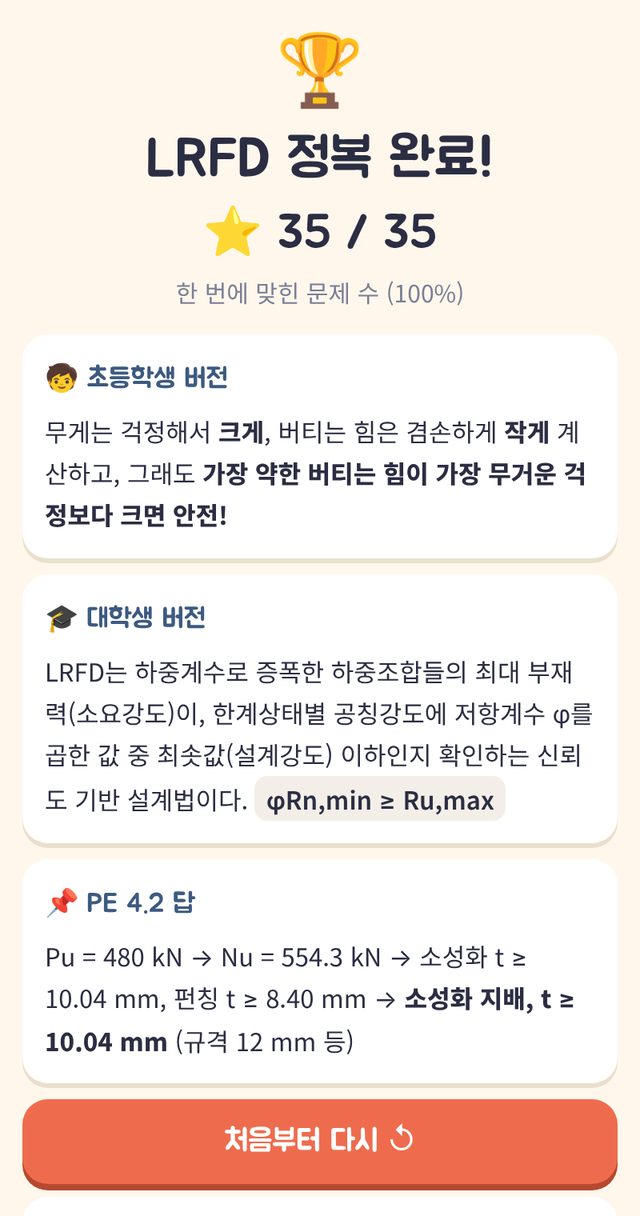 LRFD 정복 완료!
⭐ 35 / 35
한 번에 맞힌 문제 수 (100%)
🧒 초등학생 버전
무게는 걱정해서 크게, 버티는 힘은 겸손하게 작게 계
산하고, 그래도 가장 약한 버티는 힘이 가장 무거운 걱
정보다 크면 안전!
🎓 대학생 버전
LRFD는 하중계수로 증폭한 하중조합들의 최대 부재
력(소요강도)이, 한계상태별 공칭강도에 저항계수 φ를
곱한 값 중 최솟값(설계강도) 이하인지 확인하는 신뢰
도 기반 설계법이다. φRn,min ≥ Ru,max
📌 PE 4.2 답
Pu = 480 kN → Nu = 554.3 kN → 소성화 t ≥
10.04 mm, 펀칭 t ≥ 8.40 mm → 소성화 지배, t ≥
10.04 mm (규격 12 mm 등)
처음부터 다시 ↺